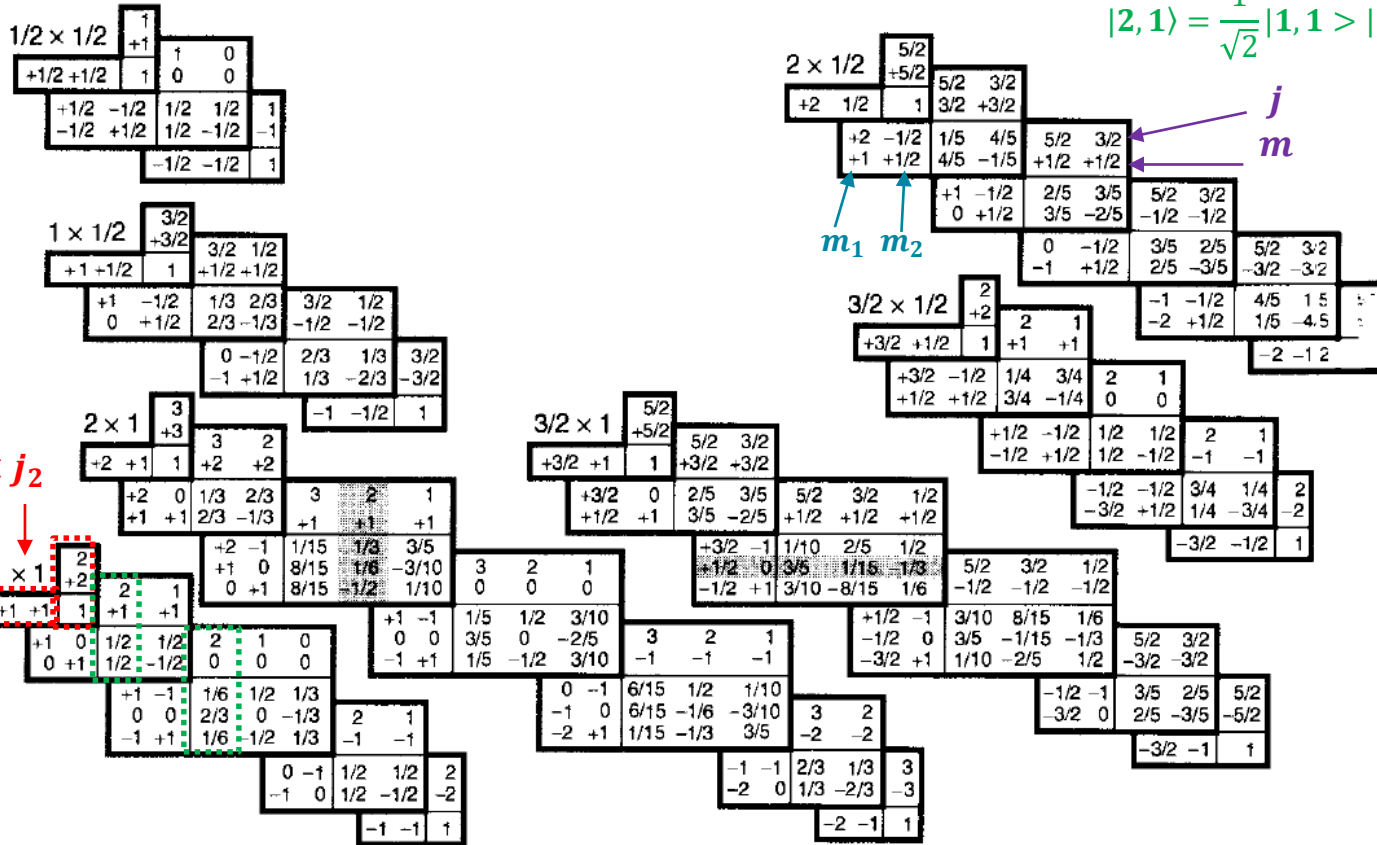 |2, 1⟩ = 1/√2 |1, 1 > |
1/2 × 1/2
1
+1
1 0
+1/2 +1/2 1 0 0
+1/2 −1/2 1/2 1/2 1
−1/2 +1/2 1/2 −1/2 −1
−1/2 −1/2 1
2 × 1/2
5/2
+5/2
5/2 3/2
+2 1/2 1 3/2 +3/2
+2 −1/2 1/5 4/5 5/2 3/2
+1 +1/2 4/5 −1/5 +1/2 +1/2
+1 −1/2 2/5 3/5 5/2 3/2
0 +1/2 3/5 −2/5 −1/2 −1/2
0 −1/2 3/5 2/5 5/2 3/2
−1 +1/2 2/5 −3/5 −3/2 −3/2
−1 −1/2 4/5 1 5
−2 +1/2 1/5 −4.5
−2 −1 2
j
m
m1 m2
1 × 1/2
3/2
+3/2
3/2 1/2
+1 +1/2 1 +1/2 +1/2
+1 −1/2 1/3 2/3 3/2 1/2
0 +1/2 2/3 −1/3 −1/2 −1/2
0 −1/2 2/3 1/3 3/2
−1 +1/2 1/3 −2/3 −3/2
−1 −1/2 1
3/2 × 1/2
2
+2
2 1
+3/2 +1/2 1 +1 +1
+3/2 −1/2 1/4 3/4 2 1
+1/2 +1/2 3/4 −1/4 0 0
+1/2 −1/2 1/2 1/2 2 1
−1/2 +1/2 1/2 −1/2 −1 −1
−1/2 −1/2 3/4 1/4 2
−3/2 +1/2 1/4 −3/4 −2
−3/2 −1/2 1
2 × 1
3
+3
3 2
+2 +1 1 +2 +2
+2 0 1/3 2/3 3 2 1
+1 +1 2/3 −1/3 +1 +1 +1
+2 −1 1/15 1/3 3/5
+1 0 8/15 1/6 −3/10 3 2 1
0 +1 8/15 −1/2 1/10 0 0 0
+1 −1 1/5 1/2 3/10
0 0 3/5 0 −2/5 3 2 1
−1 +1 1/5 −1/2 3/10 −1 −1 −1
0 −1 6/15 1/2 1/10
−1 0 6/15 −1/6 −3/10 3 2
−2 +1 1/15 −1/3 3/5 −2 −2
−1 −1 2/3 1/3 3
−2 0 1/3 −2/3 −3
−2 −1 1
3/2 × 1
5/2
+5/2
5/2 3/2
+3/2 +1 1 +3/2 +3/2
+3/2 0 2/5 3/5 5/2 3/2 1/2
+1/2 +1 3/5 −2/5 +1/2 +1/2 +1/2
+3/2 −1 1/10 2/5 1/2
+1/2 0 3/5 1/15 −1/3 5/2 3/2 1/2
−1/2 +1 3/10 −8/15 1/6 −1/2 −1/2 −1/2
+1/2 −1 3/10 8/15 1/6
−1/2 0 3/5 −1/15 −1/3 5/2 3/2
−3/2 +1 1/10 −2/5 1/2 −3/2 −3/2
−1/2 −1 3/5 2/5 5/2
−3/2 0 2/5 −3/5 −5/2
−3/2 −1 1
j2
× 1
2
+2
2 1
+1 +1 1 +1 +1
+1 0 1/2 1/2 2 1 0
0 +1 1/2 −1/2 0 0 0
+1 −1 1/6 1/2 1/3
0 0 2/3 0 −1/3 2 1
−1 +1 1/6 −1/2 1/3 −1 −1
0 −1 1/2 1/2 2
−1 0 1/2 −1/2 −2
−1 −1 1